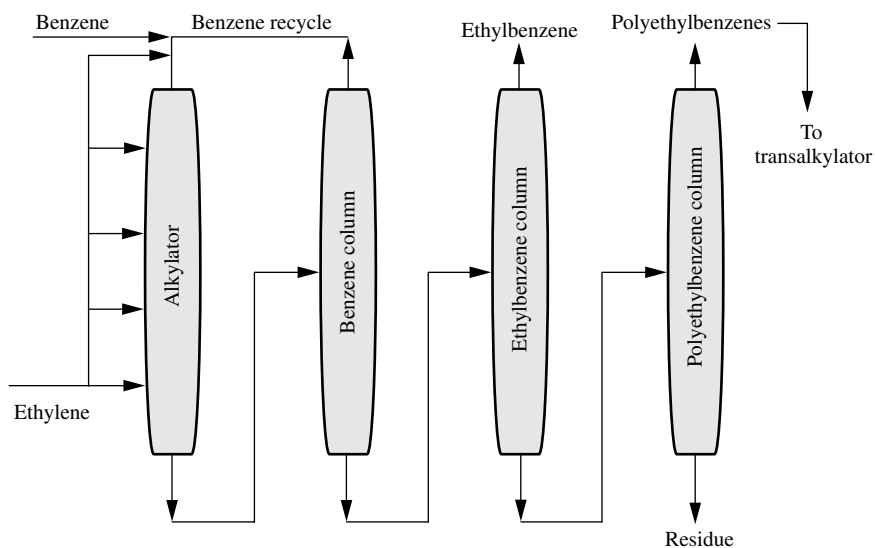 Benzene
Benzene recycle
Ethylbenzene
Polyethylbenzenes
To
transalkylator
Alkylator
Benzene column
Ethylbenzene column
Polyethylbenzene column
Ethylene
Residue